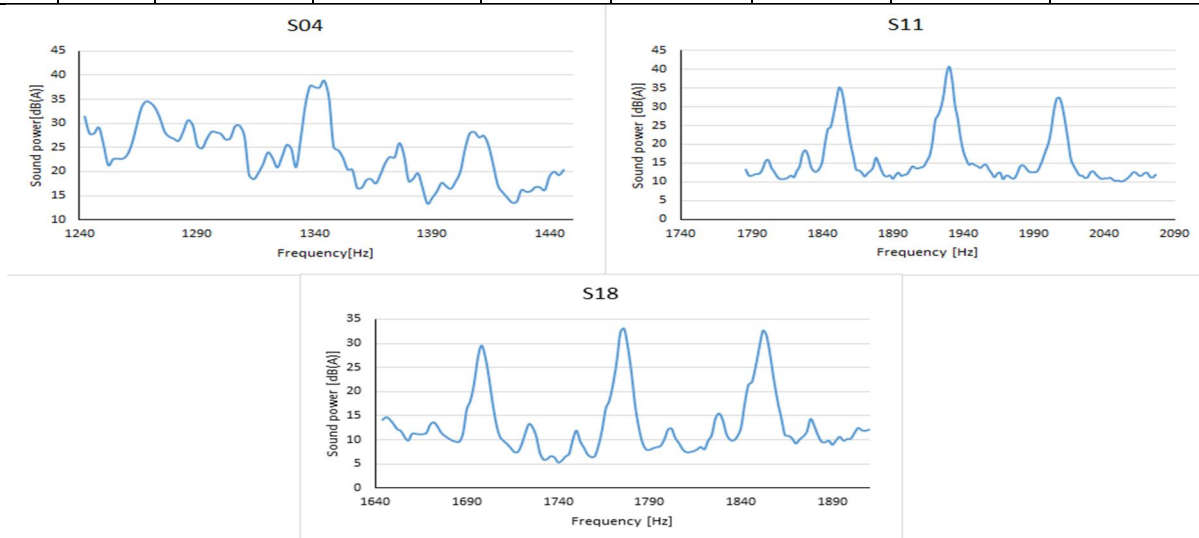 S04
45
40
35
30
25
20
15
10
Sound power[dB(A)]
1240 1290 1340 1390 1440
Frequency[Hz]
S11
45
40
35
30
25
20
15
10
5
0
Sound power [dB(A)]
1740 1790 1840 1890 1940 1990 2040 2090
Frequency [Hz]
S18
35
30
25
20
15
10
5
0
Sound power [dB(A)]
1640 1690 1740 1790 1840 1890
Frequency [Hz]